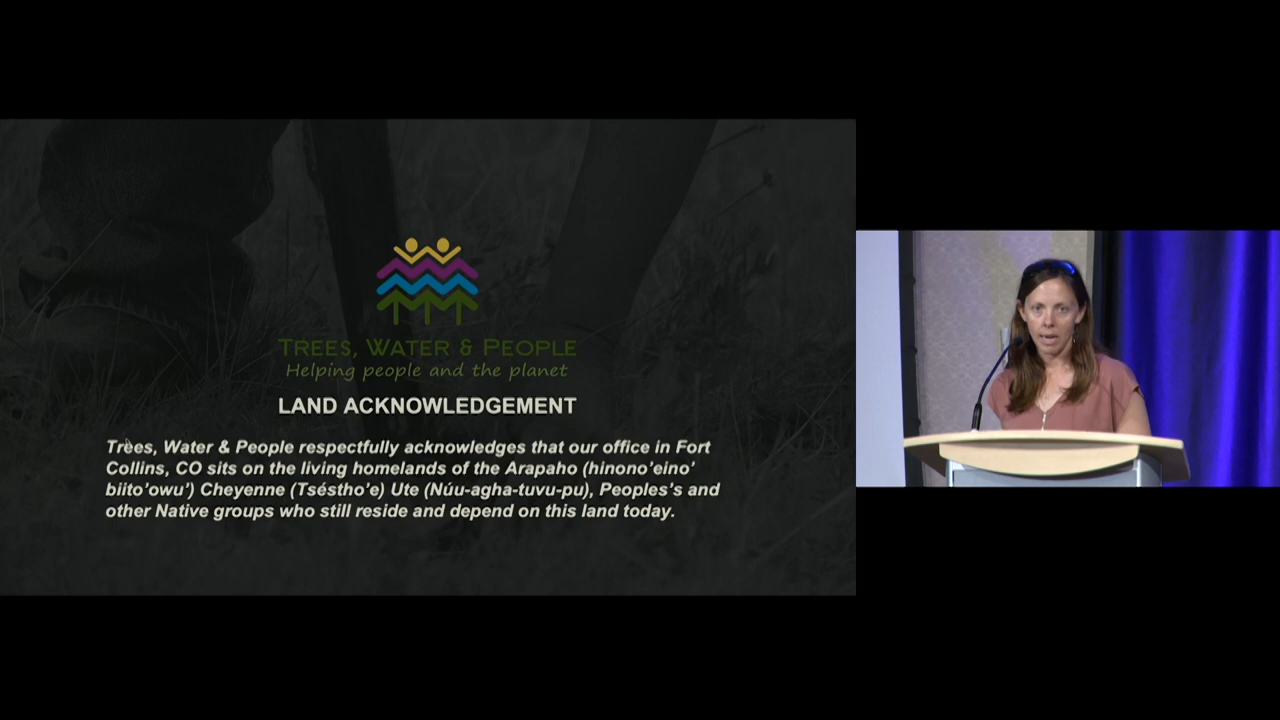 TREES, WATER & PEOPLE
Helping people and the planet
LAND ACKNOWLEDGEMENT
Trees, Water & People respectfully acknowledges that our office in Fort
Collins, CO sits on the living homelands of the Arapaho (hinono’eino’
biito’owu’) Cheyenne (Tséstho’e) Ute (Núu-agha-tuvu-pu), Peoples’s and
other Native groups who still reside and depend on this land today.